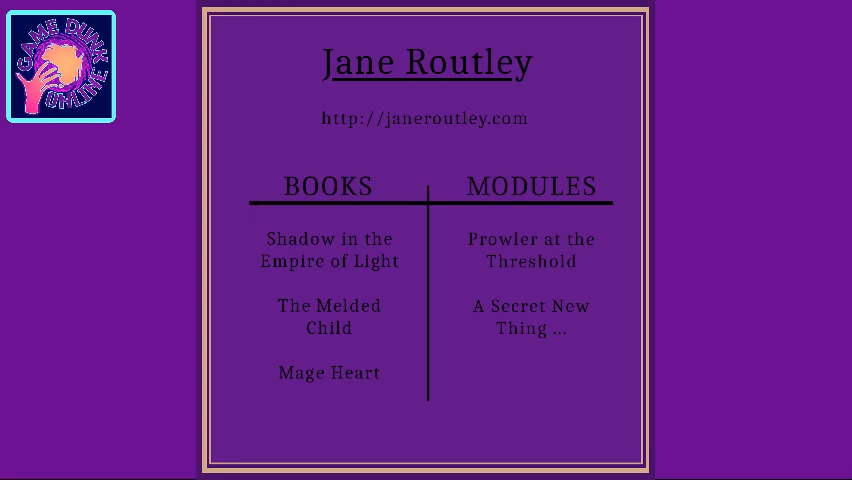 GAME DUNK
ONLINE
Jane Routley
http://janeroutley.com
BOOKS
MODULES
Shadow in the
Empire of Light
The Melded
Child
Mage Heart
Prowler at the
Threshold
A Secret New
Thing ...